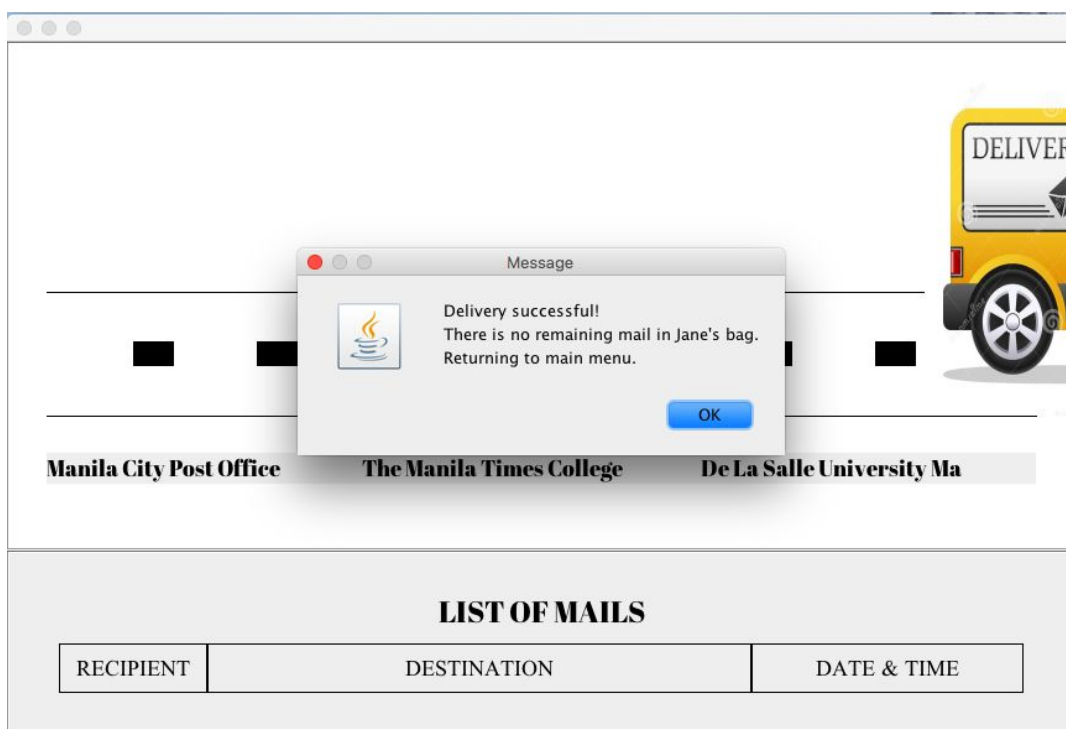 DELIVER
Message
Delivery successful!
There is no remaining mail in Jane's bag.
Returning to main menu.
OK
Manila City Post Office The Manila Times College De La Salle University Ma
LIST OF MAILS
RECIPIENT DESTINATION DATE & TIME